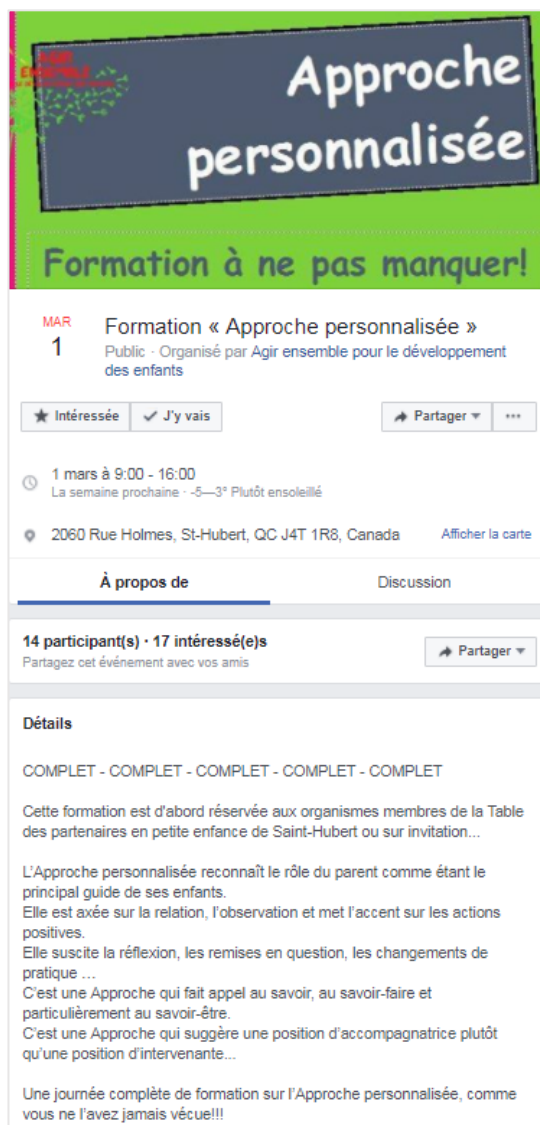 AGIR
ENSEMBLE
Approche
personnalisée
Formation à ne pas manquer!
MAR
1
Formation « Approche personnalisée »
Public · Organisé par Agir ensemble pour le développement
des enfants
Intéressée
J'y vais
Partager
1 mars à 9:00 - 16:00
La semaine prochaine · -5—3° Plutôt ensoleillé
2060 Rue Holmes, St-Hubert, QC J4T 1R8, Canada
Afficher la carte
À propos de
Discussion
14 participant(s) · 17 intéressé(e)s
Partagez cet événement avec vos amis
Partager
Détails
COMPLET - COMPLET - COMPLET - COMPLET - COMPLET
Cette formation est d'abord réservée aux organismes membres de la Table
des partenaires en petite enfance de Saint-Hubert ou sur invitation...
L'Approche personnalisée reconnaît le rôle du parent comme étant le
principal guide de ses enfants.
Elle est axée sur la relation, l'observation et met l'accent sur les actions
positives.
Elle suscite la réflexion, les remises en question, les changements de
pratique …
C'est une Approche qui fait appel au savoir, au savoir-faire et
particulièrement au savoir-être.
C'est une Approche qui suggère une position d'accompagnatrice plutôt
qu'une position d'intervenante...
Une journée complète de formation sur l'Approche personnalisée, comme
vous ne l'avez jamais vécue!!!